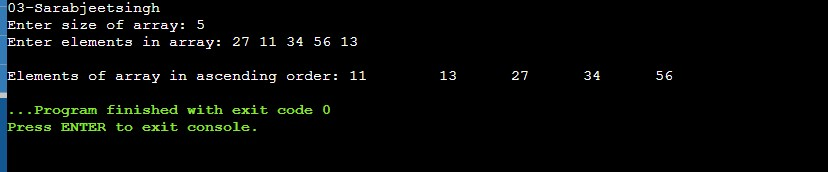 03-Sarabjeetsingh
Enter size of array: 5
Enter elements in array: 27 11 34 56 13
Elements of array in ascending order: 11 13 27 34 56
...Program finished with exit code 0
Press ENTER to exit console.